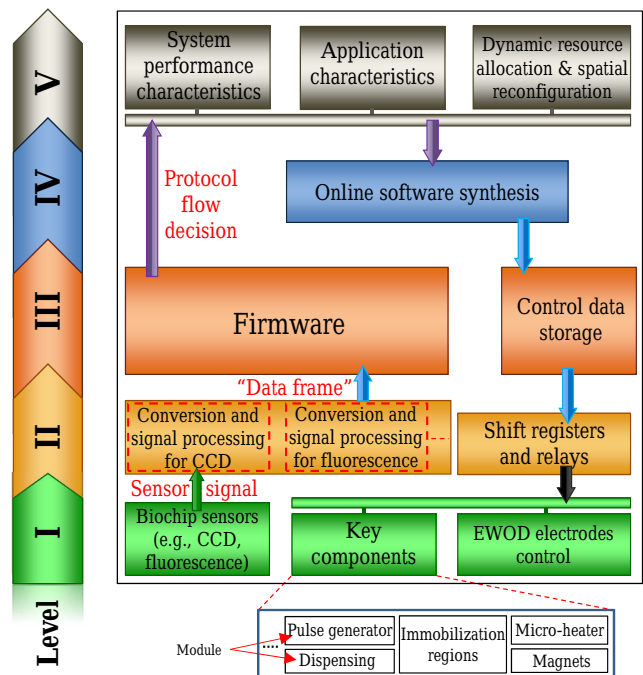 V
IV
III
II
I
Level
System
performance
characteristics
Application
characteristics
Dynamic resource
allocation & spatial
reconfiguration
Protocol
flow
decision
Online software synthesis
Firmware
Control data
storage
“Data frame”
Conversion and
signal processing
for CCD
Conversion and
signal processing
for fluorescence
Shift registers
and relays
Sensor signal
Biochip sensors
(e.g., CCD,
fluorescence)
Key
components
EWOD electrodes
control
Module
....
Pulse generator
Dispensing
Immobilization
regions
Micro-heater
Magnets